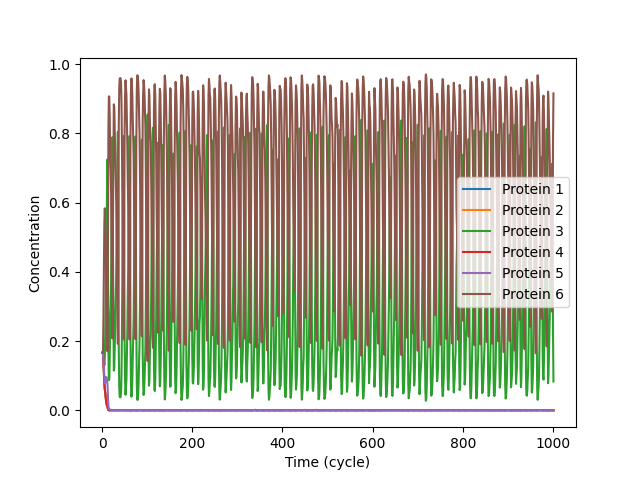 1.0
0.8
0.6
0.4
0.2
0.0
Concentration
Protein 1
Protein 2
Protein 3
Protein 4
Protein 5
Protein 6
0 200 400 600 800 1000
Time (cycle)